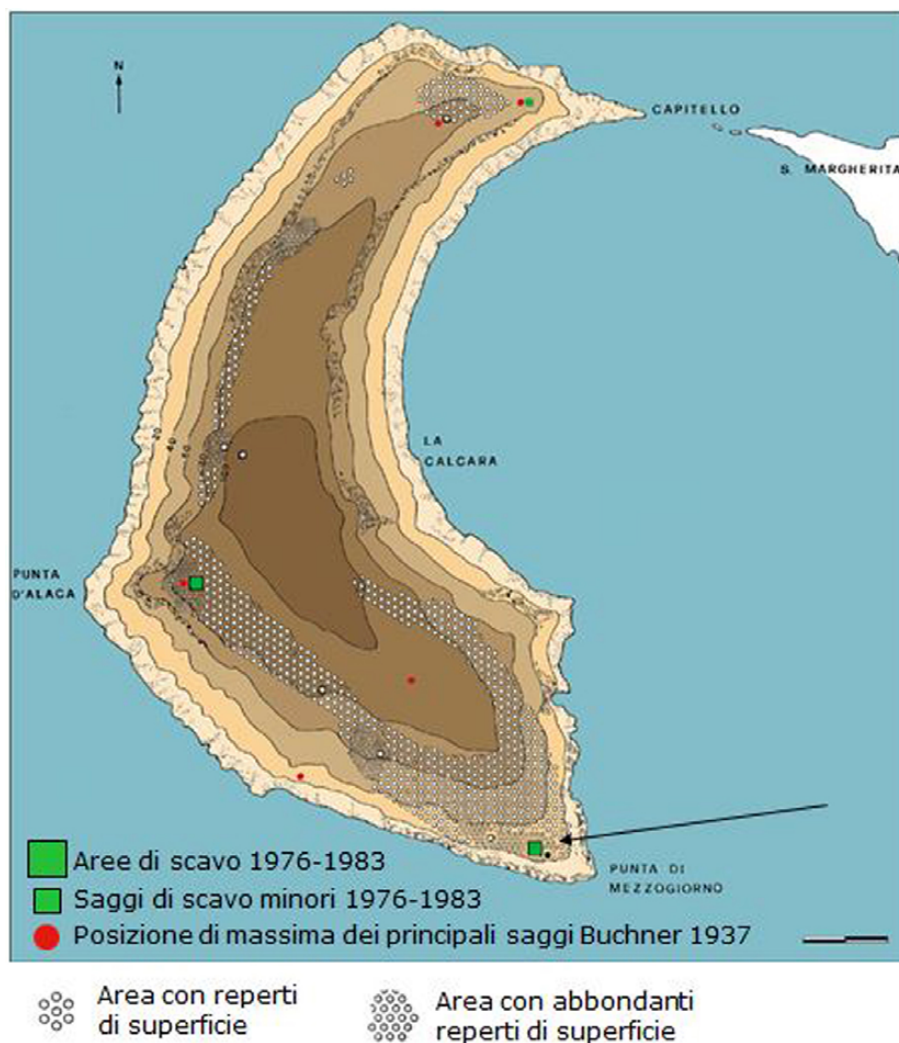 N
CAPITELLO
S. MARGHERITA
LA
CALCARA
PUNTA
D'ALACA
PUNTA DI
MEZZOGIORNO
Aree di scavo 1976-1983
Saggi di scavo minori 1976-1983
Posizione di massima dei principali saggi Buchner 1937
Area con reperti
di superficie
Area con abbondanti
reperti di superficie